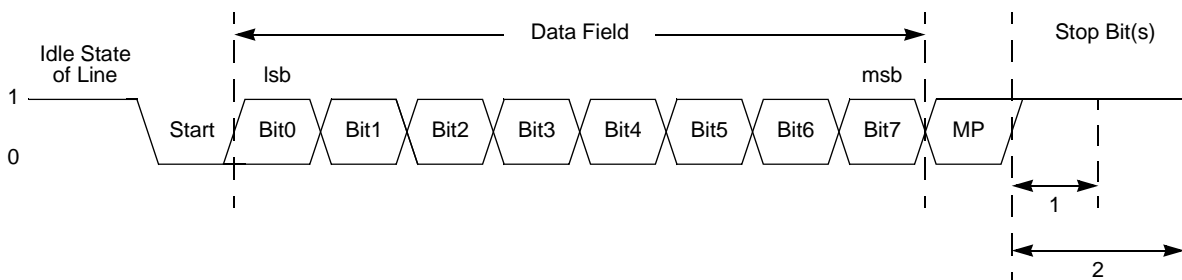 Data Field
Stop Bit(s)
Idle State
of Line
lsb
msb
1
Start
Bit0
Bit1
Bit2
Bit3
Bit4
Bit5
Bit6
Bit7
MP
0
1
2